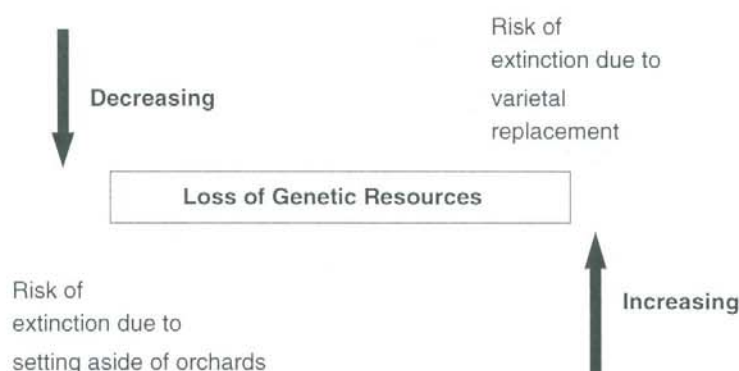 Risk of
extinction due to
varietal
replacement
Decreasing
Loss of Genetic Resources
Risk of
extinction due to
setting aside of orchards
Increasing